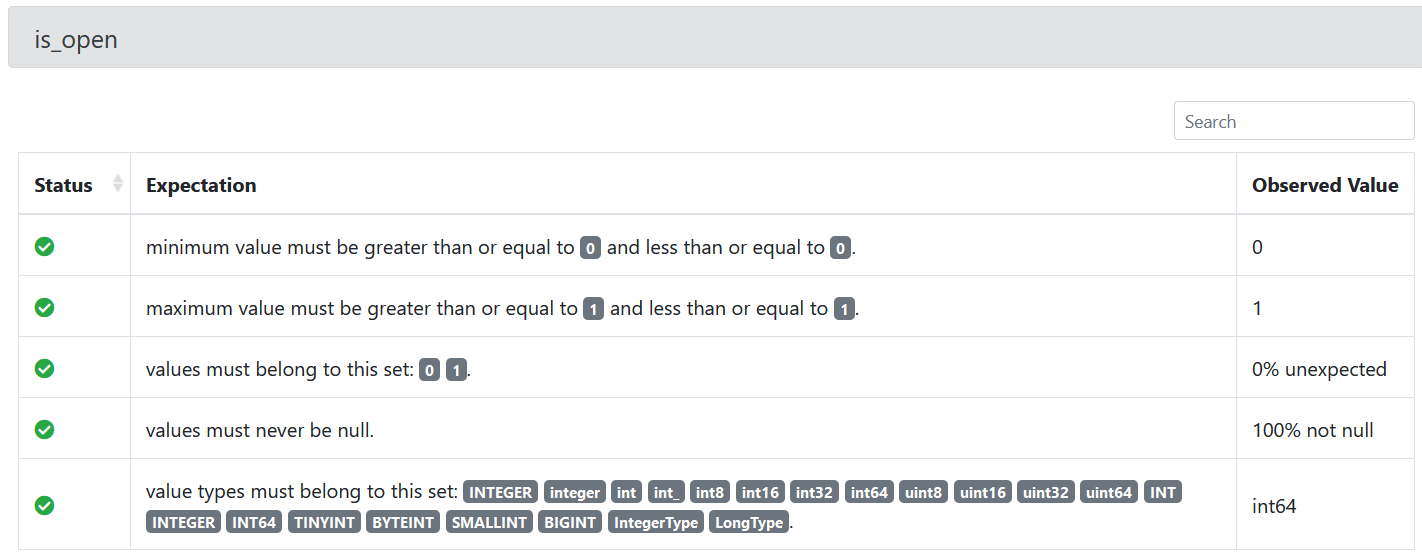 is_open
Search
Status Expectation Observed Value
minimum value must be greater than or equal to 0 and less than or equal to 0. 0
maximum value must be greater than or equal to 1 and less than or equal to 1. 1
values must belong to this set: 0 1. 0% unexpected
values must never be null. 100% not null
value types must belong to this set: INTEGER integer int int_ int8 int16 int32 int64 uint8 uint16 uint32 uint64 INT
INTEGER INT64 TINYINT BYTEINT SMALLINT BIGINT IntegerType LongType.
int64